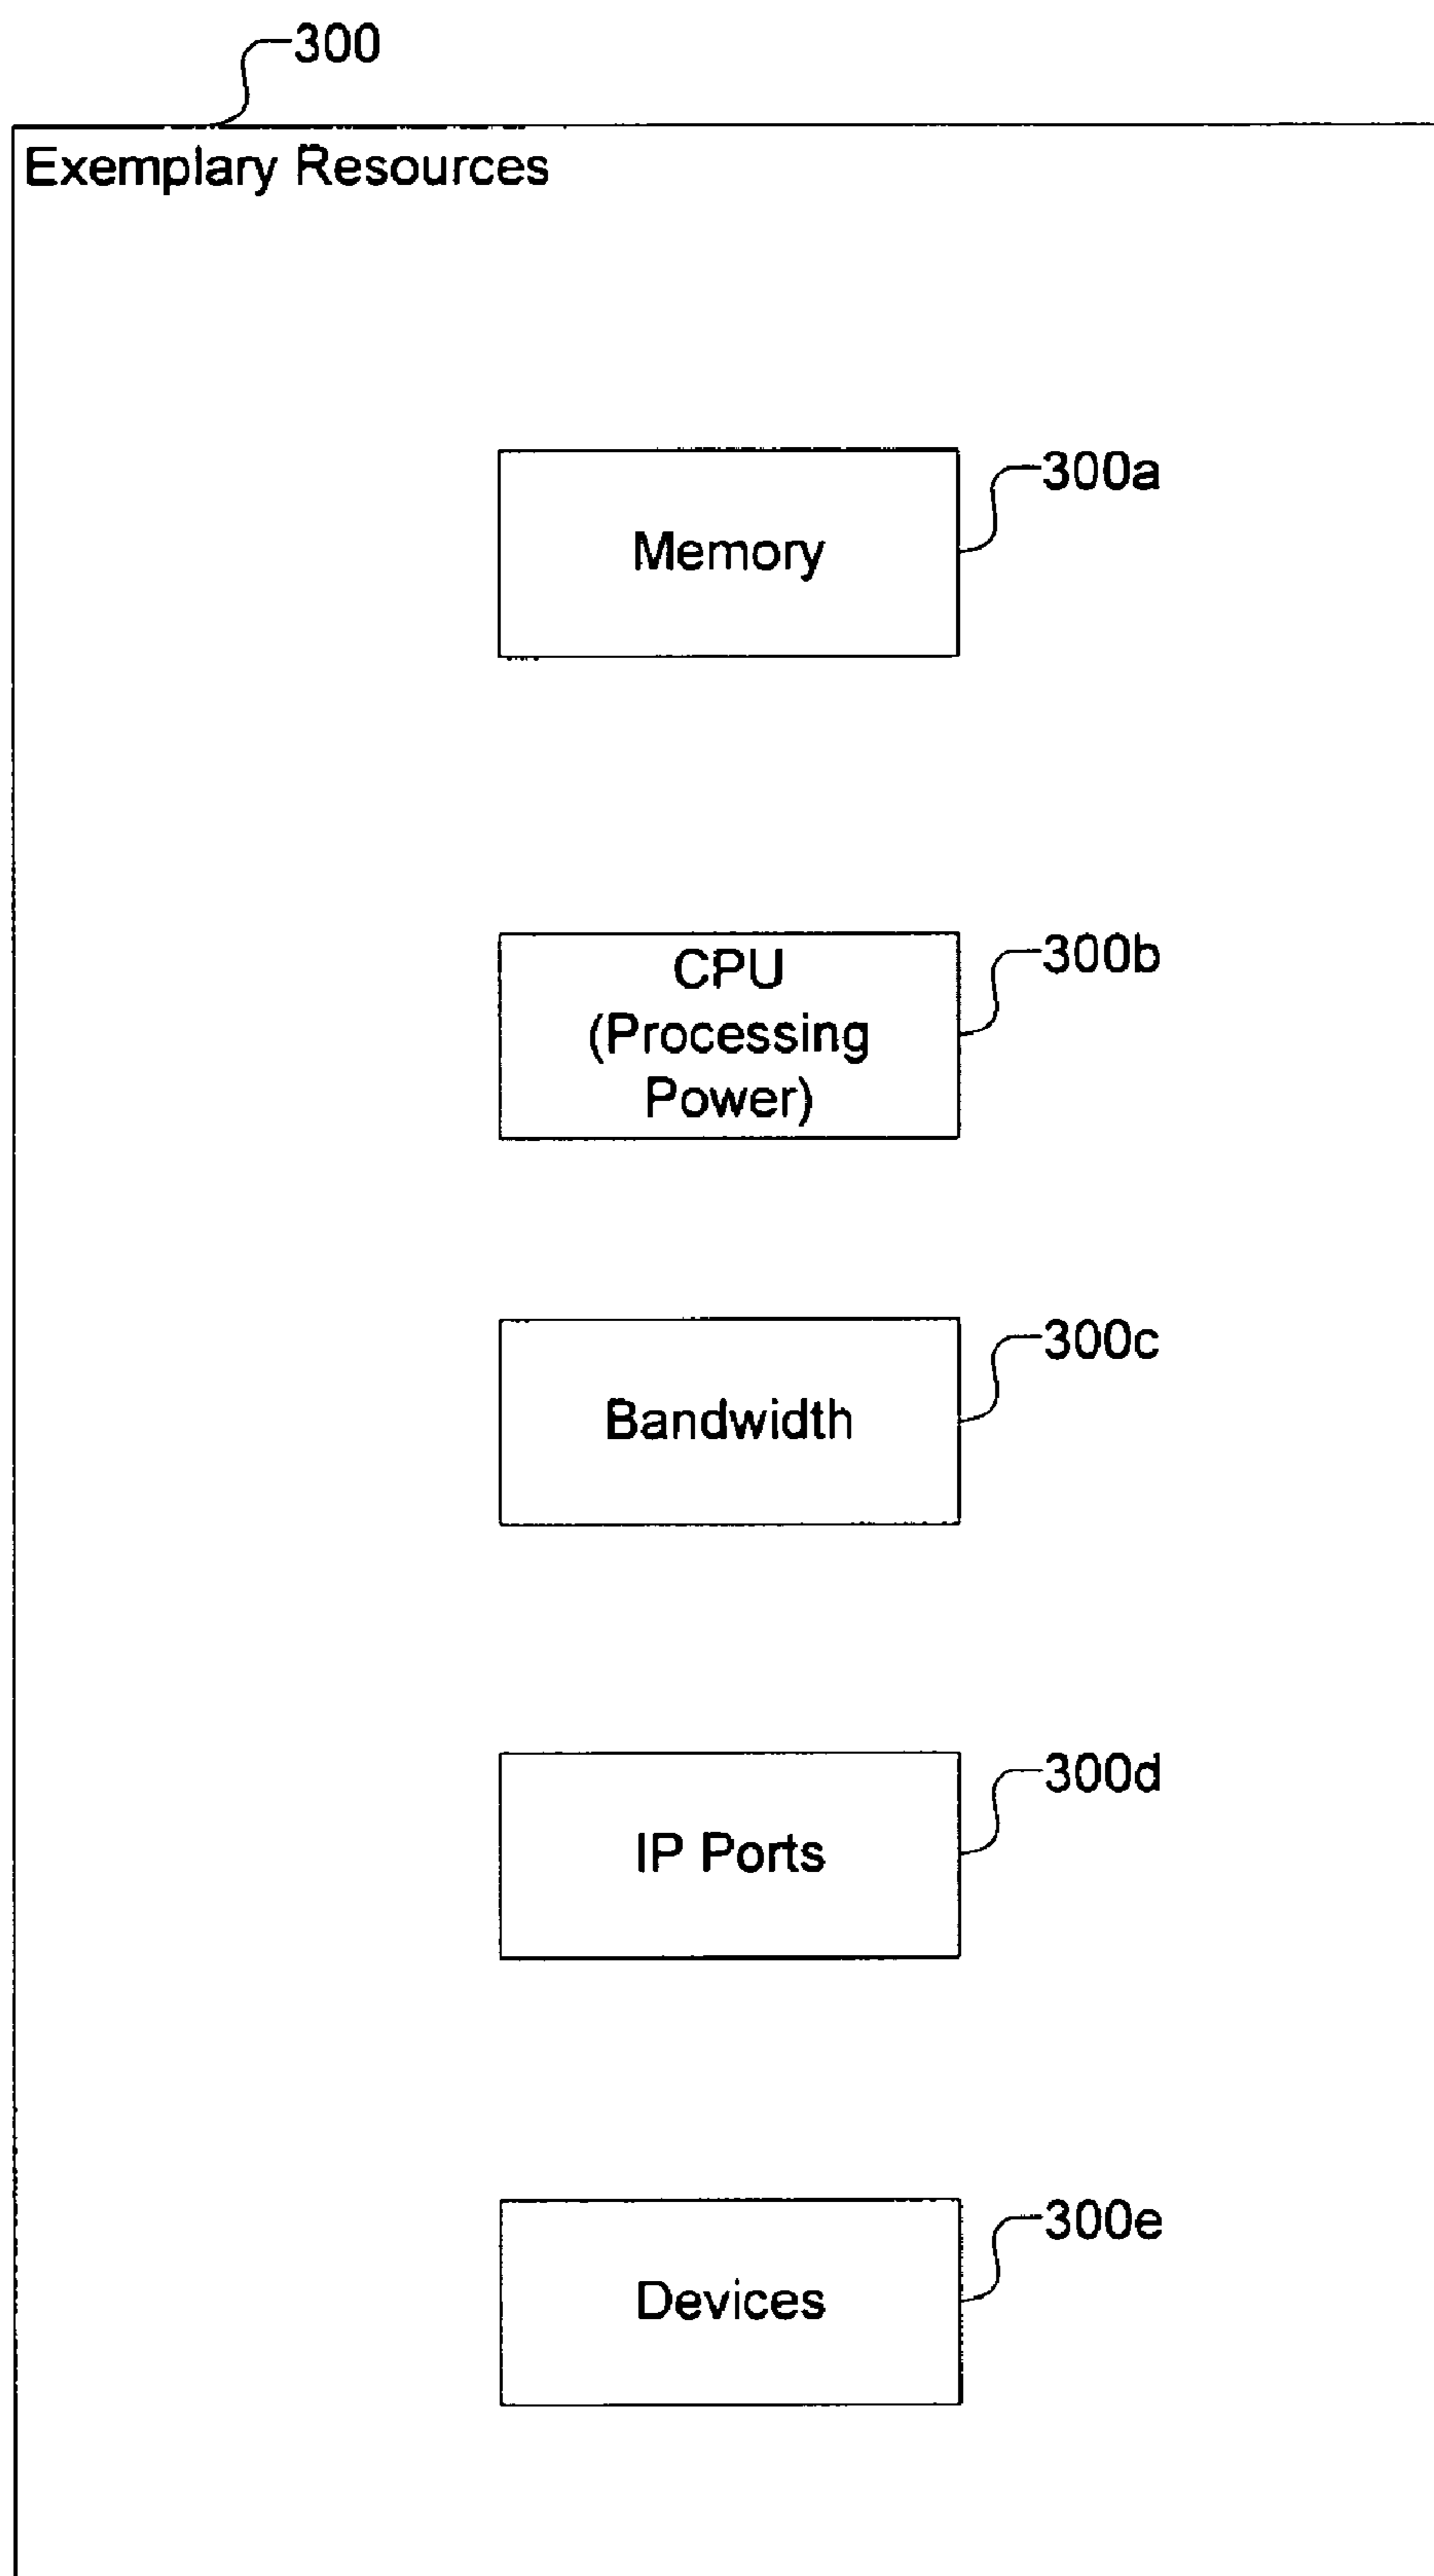 300
Exemplary Resources
300a
Memory
300b
CPU
(Processing
Power)
300c
Bandwidth
300d
IP Ports
300e
Devices